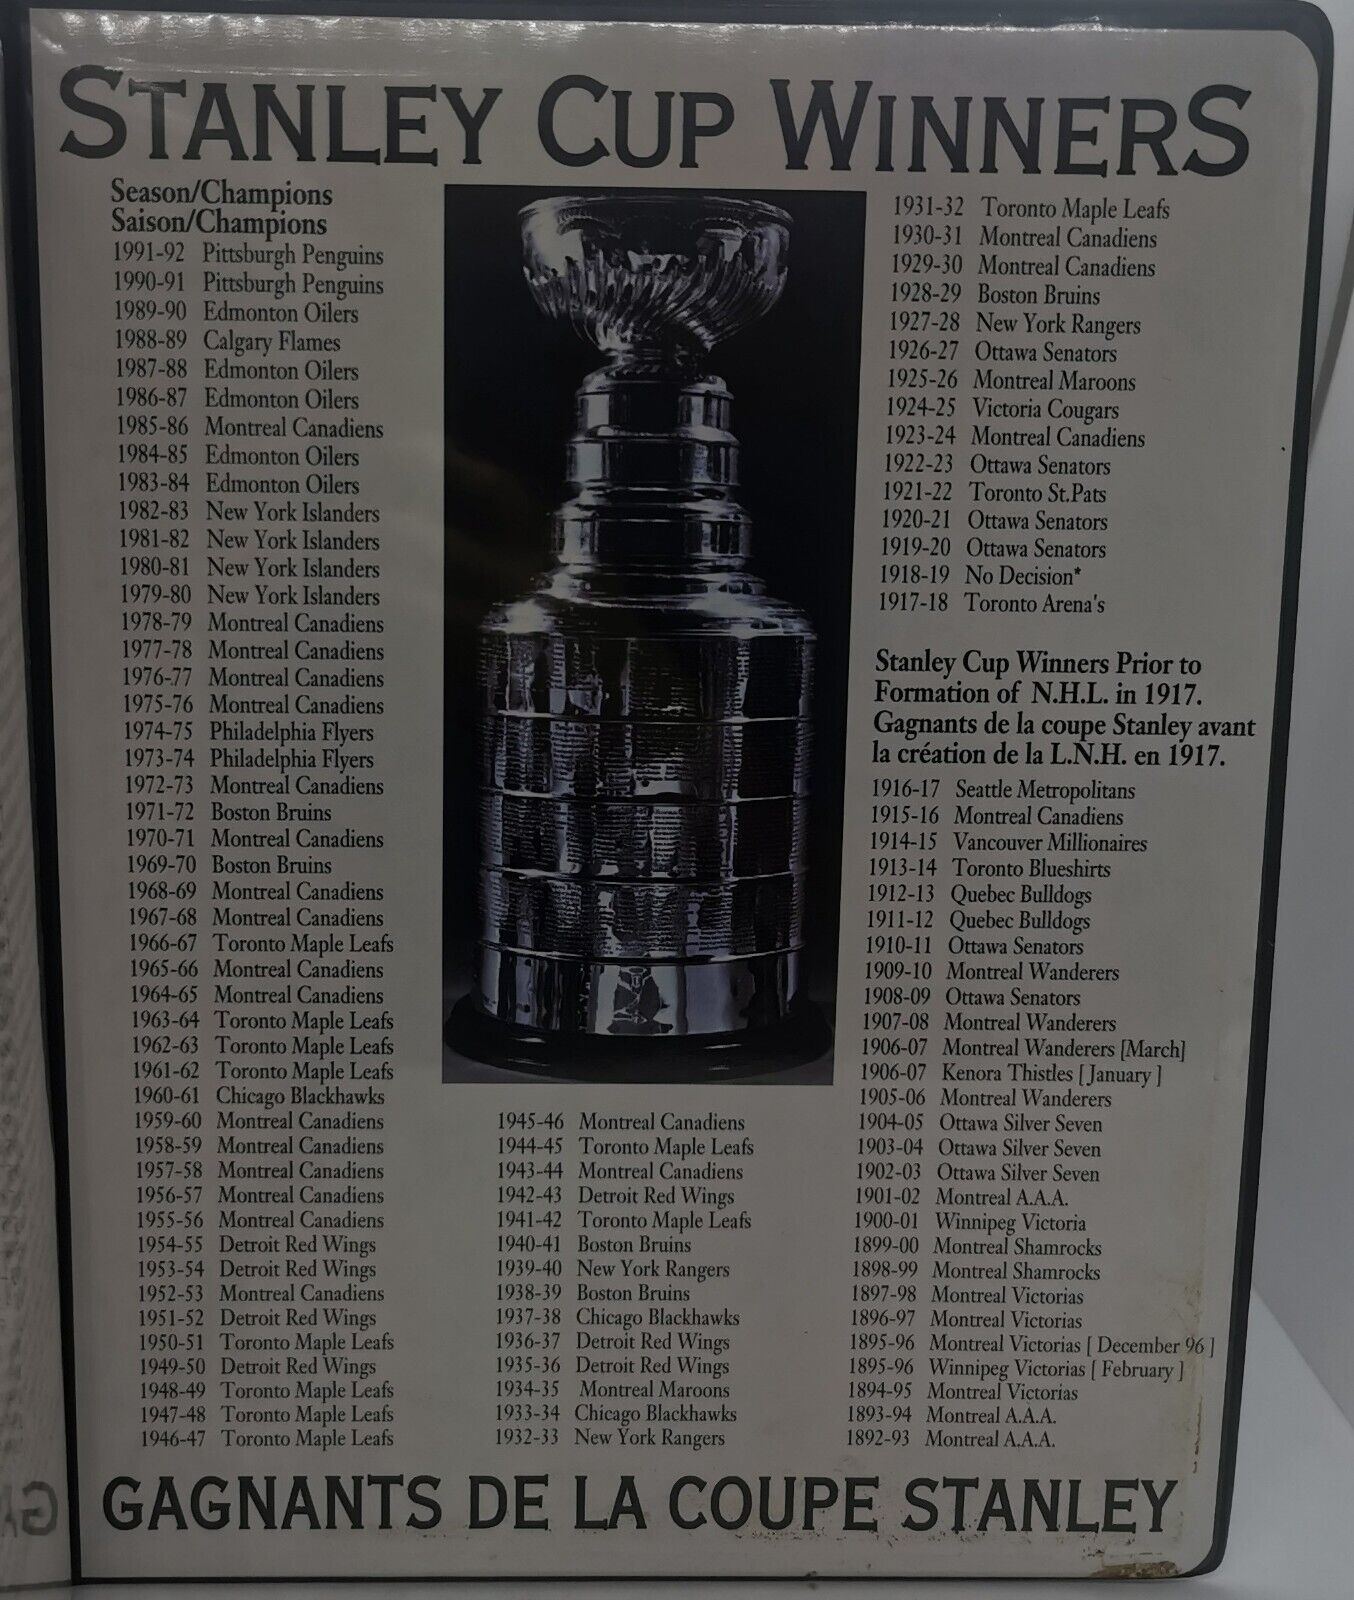 STANLEY CUP WINNERS
Season/Champions
Saison/Champions
1991-92 Pittsburgh Penguins
1990-91 Pittsburgh Penguins
1989-90 Edmonton Oilers
1988-89 Calgary Flames
1987-88 Edmonton Oilers
1986-87 Edmonton Oilers
1985-86 Montreal Canadiens
1984-85 Edmonton Oilers
1983-84 Edmonton Oilers
1982-83 New York Islanders
1981-82 New York Islanders
1980-81 New York Islanders
1979-80 New York Islanders
1978-79 Montreal Canadiens
1977-78 Montreal Canadiens
1976-77 Montreal Canadiens
1975-76 Montreal Canadiens
1974-75 Philadelphia Flyers
1973-74 Philadelphia Flyers
1972-73 Montreal Canadiens
1971-72 Boston Bruins
1970-71 Montreal Canadiens
1969-70 Boston Bruins
1968-69 Montreal Canadiens
1967-68 Montreal Canadiens
1966-67 Toronto Maple Leafs
1965-66 Montreal Canadiens
1964-65 Montreal Canadiens
1963-64 Toronto Maple Leafs
1962-63 Toronto Maple Leafs
1961-62 Toronto Maple Leafs
1960-61 Chicago Blackhawks
1959-60 Montreal Canadiens
1958-59 Montreal Canadiens
1957-58 Montreal Canadiens
1956-57 Montreal Canadiens
1955-56 Montreal Canadiens
1954-55 Detroit Red Wings
1953-54 Detroit Red Wings
1952-53 Montreal Canadiens
1951-52 Detroit Red Wings
1950-51 Toronto Maple Leafs
1949-50 Detroit Red Wings
1948-49 Toronto Maple Leafs
1947-48 Toronto Maple Leafs
1946-47 Toronto Maple Leafs
1945-46 Montreal Canadiens
1944-45 Toronto Maple Leafs
1943-44 Montreal Canadiens
1942-43 Detroit Red Wings
1941-42 Toronto Maple Leafs
1940-41 Boston Bruins
1939-40 New York Rangers
1938-39 Boston Bruins
1937-38 Chicago Blackhawks
1936-37 Detroit Red Wings
1935-36 Detroit Red Wings
1934-35 Montreal Maroons
1933-34 Chicago Blackhawks
1932-33 New York Rangers
1931-32 Toronto Maple Leafs
1930-31 Montreal Canadiens
1929-30 Montreal Canadiens
1928-29 Boston Bruins
1927-28 New York Rangers
1926-27 Ottawa Senators
1925-26 Montreal Maroons
1924-25 Victoria Cougars
1923-24 Montreal Canadiens
1922-23 Ottawa Senators
1921-22 Toronto St.Pats
1920-21 Ottawa Senators
1919-20 Ottawa Senators
1918-19 No Decision*
1917-18 Toronto Arena's
Stanley Cup Winners Prior to
Formation of N.H.L. in 1917.
Gagnants de la coupe Stanley avant
la création de la L.N.H. en 1917.
1916-17 Seattle Metropolitans
1915-16 Montreal Canadiens
1914-15 Vancouver Millionaires
1913-14 Toronto Blueshirts
1912-13 Quebec Bulldogs
1911-12 Quebec Bulldogs
1910-11 Ottawa Senators
1909-10 Montreal Wanderers
1908-09 Ottawa Senators
1907-08 Montreal Wanderers
1906-07 Montreal Wanderers [March]
1906-07 Kenora Thistles [ January ]
1905-06 Montreal Wanderers
1904-05 Ottawa Silver Seven
1903-04 Ottawa Silver Seven
1902-03 Ottawa Silver Seven
1901-02 Montreal A.A.A.
1900-01 Winnipeg Victoria
1899-00 Montreal Shamrocks
1898-99 Montreal Shamrocks
1897-98 Montreal Victorias
1896-97 Montreal Victorias
1895-96 Montreal Victorias [ December 96 ]
1895-96 Winnipeg Victorias [ February ]
1894-95 Montreal Victorias
1893-94 Montreal A.A.A.
1892-93 Montreal A.A.A.
GAGNANTS DE LA COUPE STANLEY